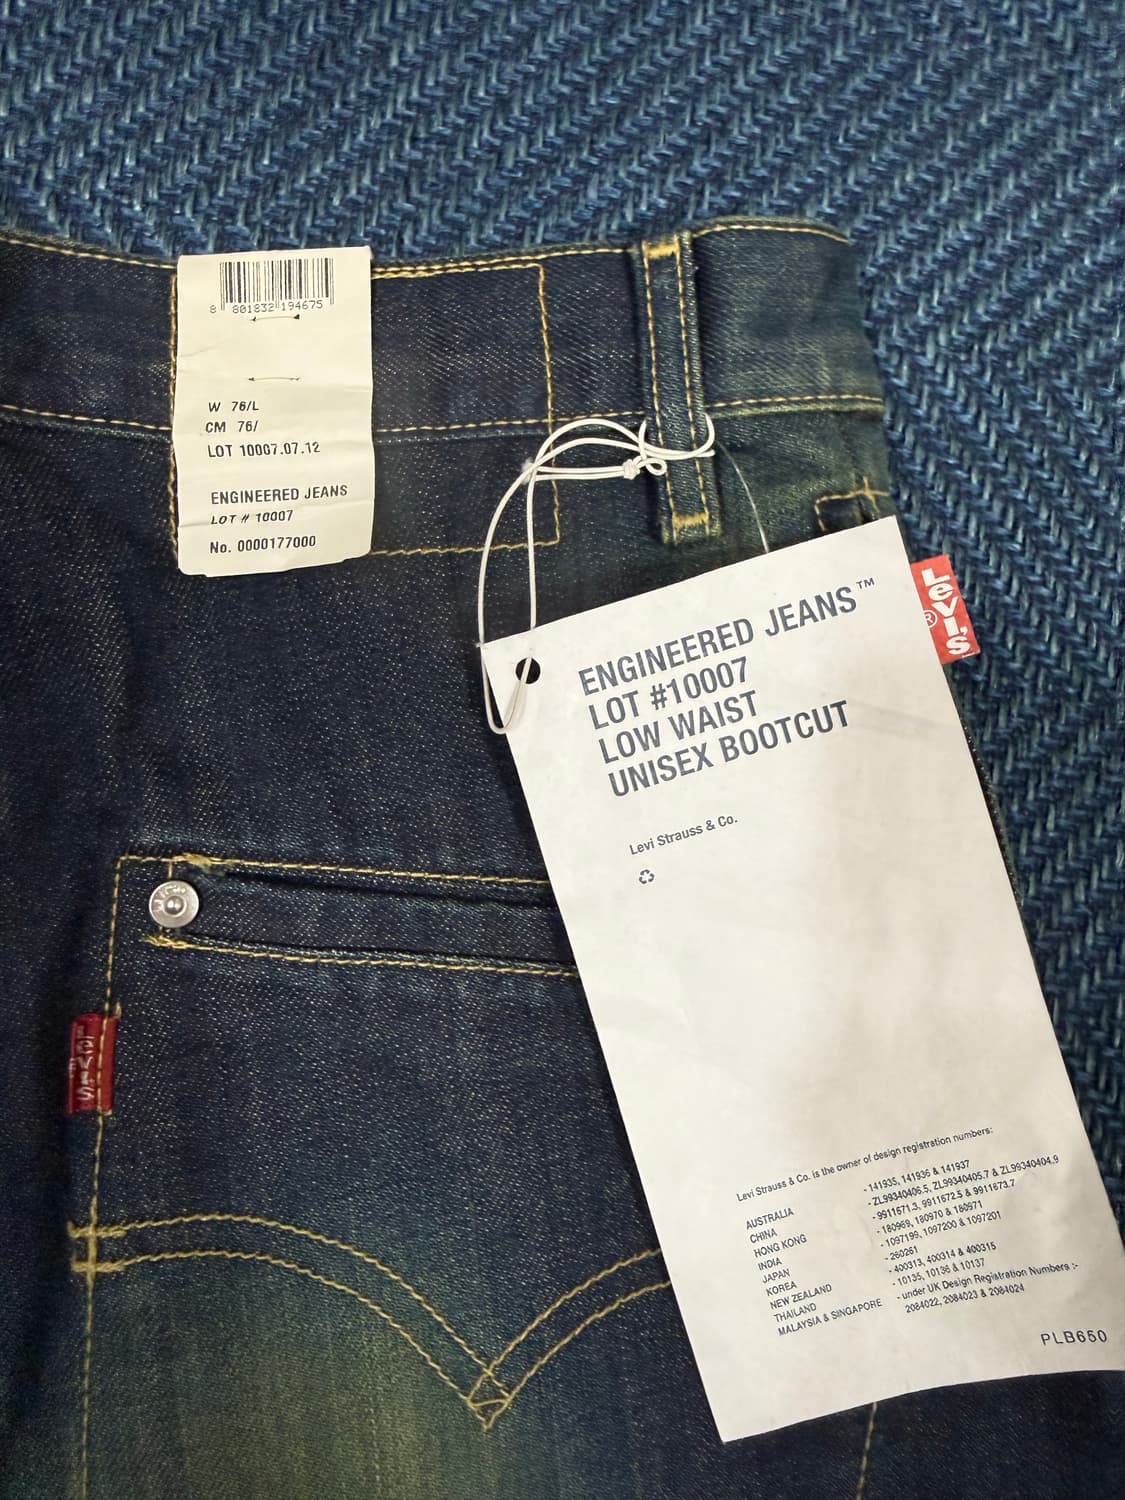 8 801832 194675
W 76/L
CM 76/
LOT 10007.07.12
ENGINEERED JEANS
LOT # 10007
No. 0000177000
ENGINEERED JEANS™
LOT #10007
LOW WAIST
UNISEX BOOTCUT
Levi Strauss & Co.
Levi's
®
LEVI'S
Levi Strauss & Co. is the owner of design registration numbers:
AUSTRALIA - 141935, 141936 & 141937
CHINA - ZL99340406.5, ZL99340405.7 & ZL99340404.9
HONG KONG - 9911671.3, 9911672.5 & 9911673.7
INDIA - 180969, 180970 & 180971
JAPAN - 1097199, 1097200 & 1097201
KOREA - 260261
NEW ZEALAND - 400313, 400314 & 400315
THAILAND - 10135, 10136 & 10137
MALAYSIA & SINGAPORE - under UK Design Registration Numbers :-
2084022, 2084023 & 2084024
PLB650